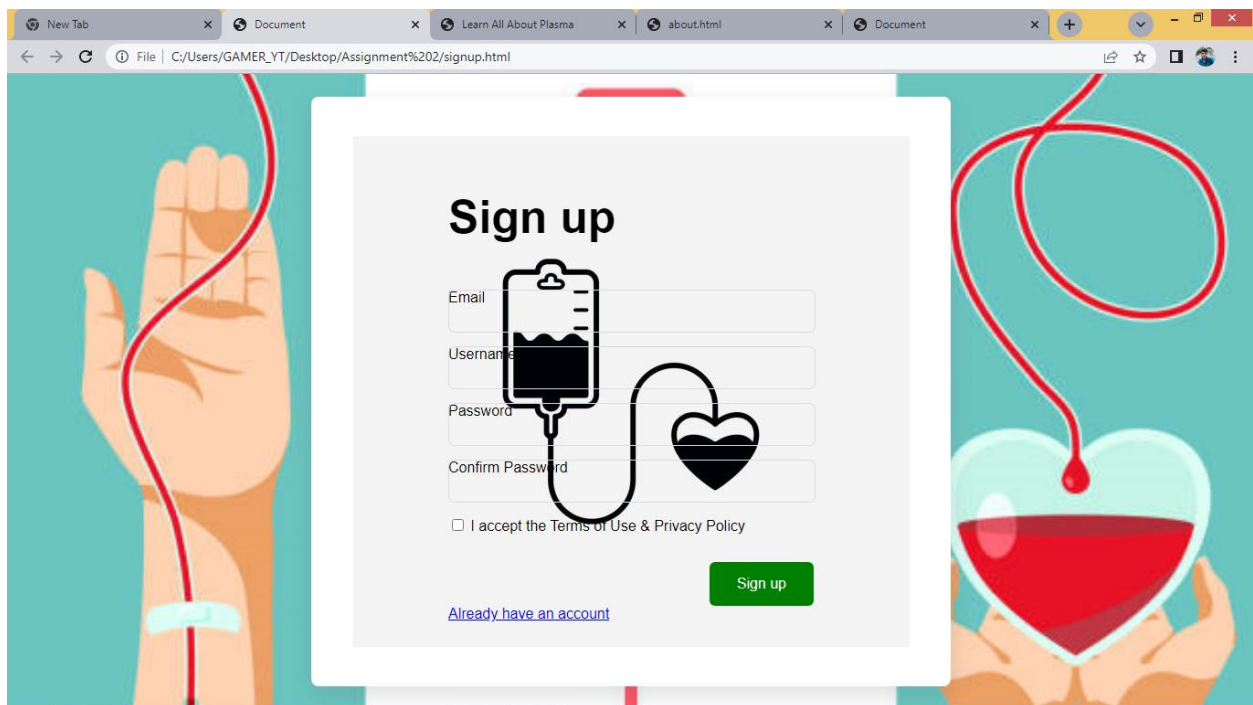 New Tab
Document
Learn All About Plasma
about.html
Document
File | C:/Users/GAMER_YT/Desktop/Assignment%202/signup.html
Sign up
Email
Username
Password
Confirm Password
I accept the Terms of Use & Privacy Policy
Sign up
Already have an account